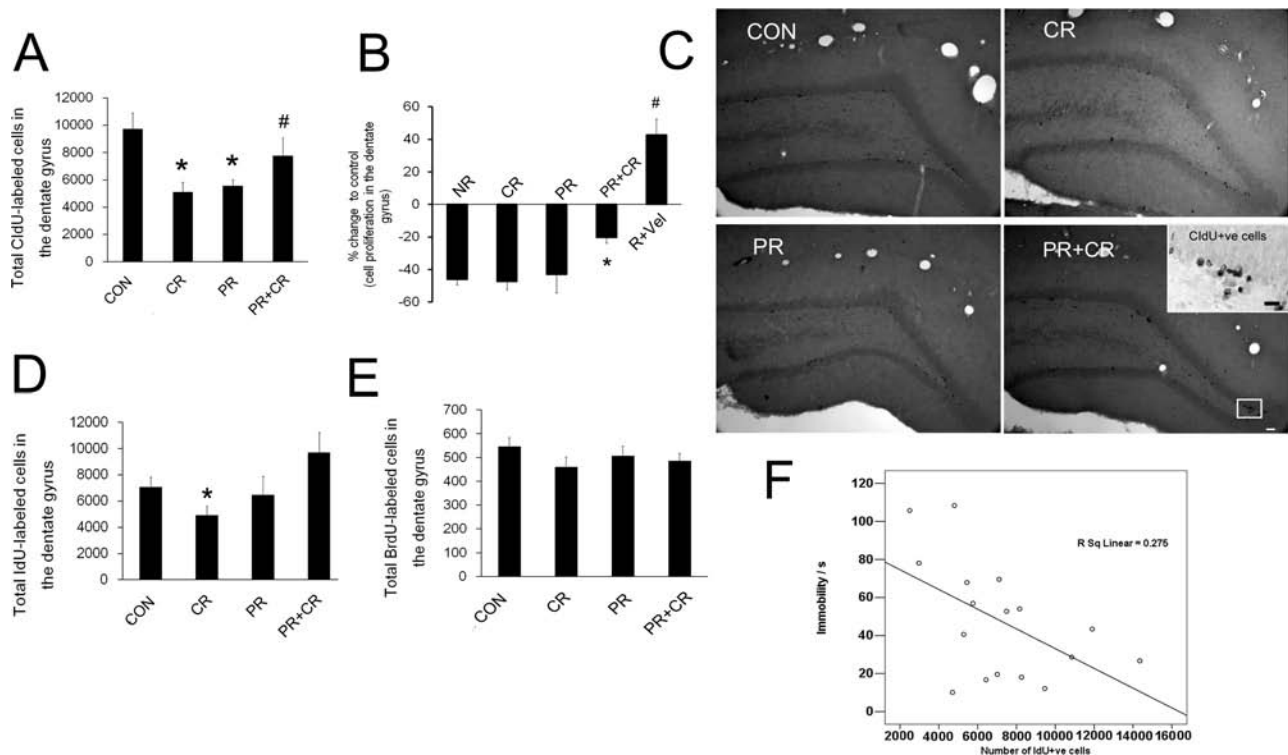 A
Total CldU-labeled cells in
the dentate gyrus
12000
10000
8000
6000
4000
2000
0
*
*
#
CON
CR
PR
PR+CR
B
% change to control
(cell proliferation in the dentate
gyrus)
60
40
20
0
-20
-40
-60
NR
CR
PR
PR+CR
R+Vel
*
#
C
CON
CR
PR
PR+CR
CldU+ve cells
D
Total IdU-labeled cells in
the dentate gyrus
12000
10000
8000
6000
4000
2000
0
*
CON
CR
PR
PR+CR
E
Total BrdU-labeled cells in
the dentate gyrus
700
600
500
400
300
200
100
0
CON
CR
PR
PR+CR
F
Immobility / s
120
100
80
60
40
20
0
R Sq Linear = 0.275
2000 4000 6000 8000 10000 12000 14000 16000
Number of IdU+ve cells